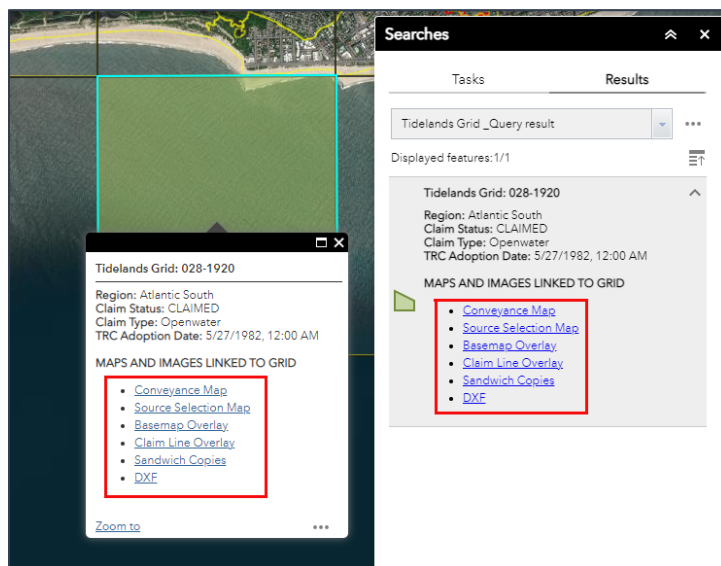 Searches
Tasks
Results
Tidelands Grid _Query result
Displayed features:1/1
Tidelands Grid: 028-1920
Region: Atlantic South
Claim Status: CLAIMED
Claim Type: Openwater
TRC Adoption Date: 5/27/1982, 12:00 AM
MAPS AND IMAGES LINKED TO GRID
Conveyance Map
Source Selection Map
Basemap Overlay
Claim Line Overlay
Sandwich Copies
DXF
Tidelands Grid: 028-1920
Region: Atlantic South
Claim Status: CLAIMED
Claim Type: Openwater
TRC Adoption Date: 5/27/1982, 12:00 AM
MAPS AND IMAGES LINKED TO GRID
Conveyance Map
Source Selection Map
Basemap Overlay
Claim Line Overlay
Sandwich Copies
DXF
Zoom to